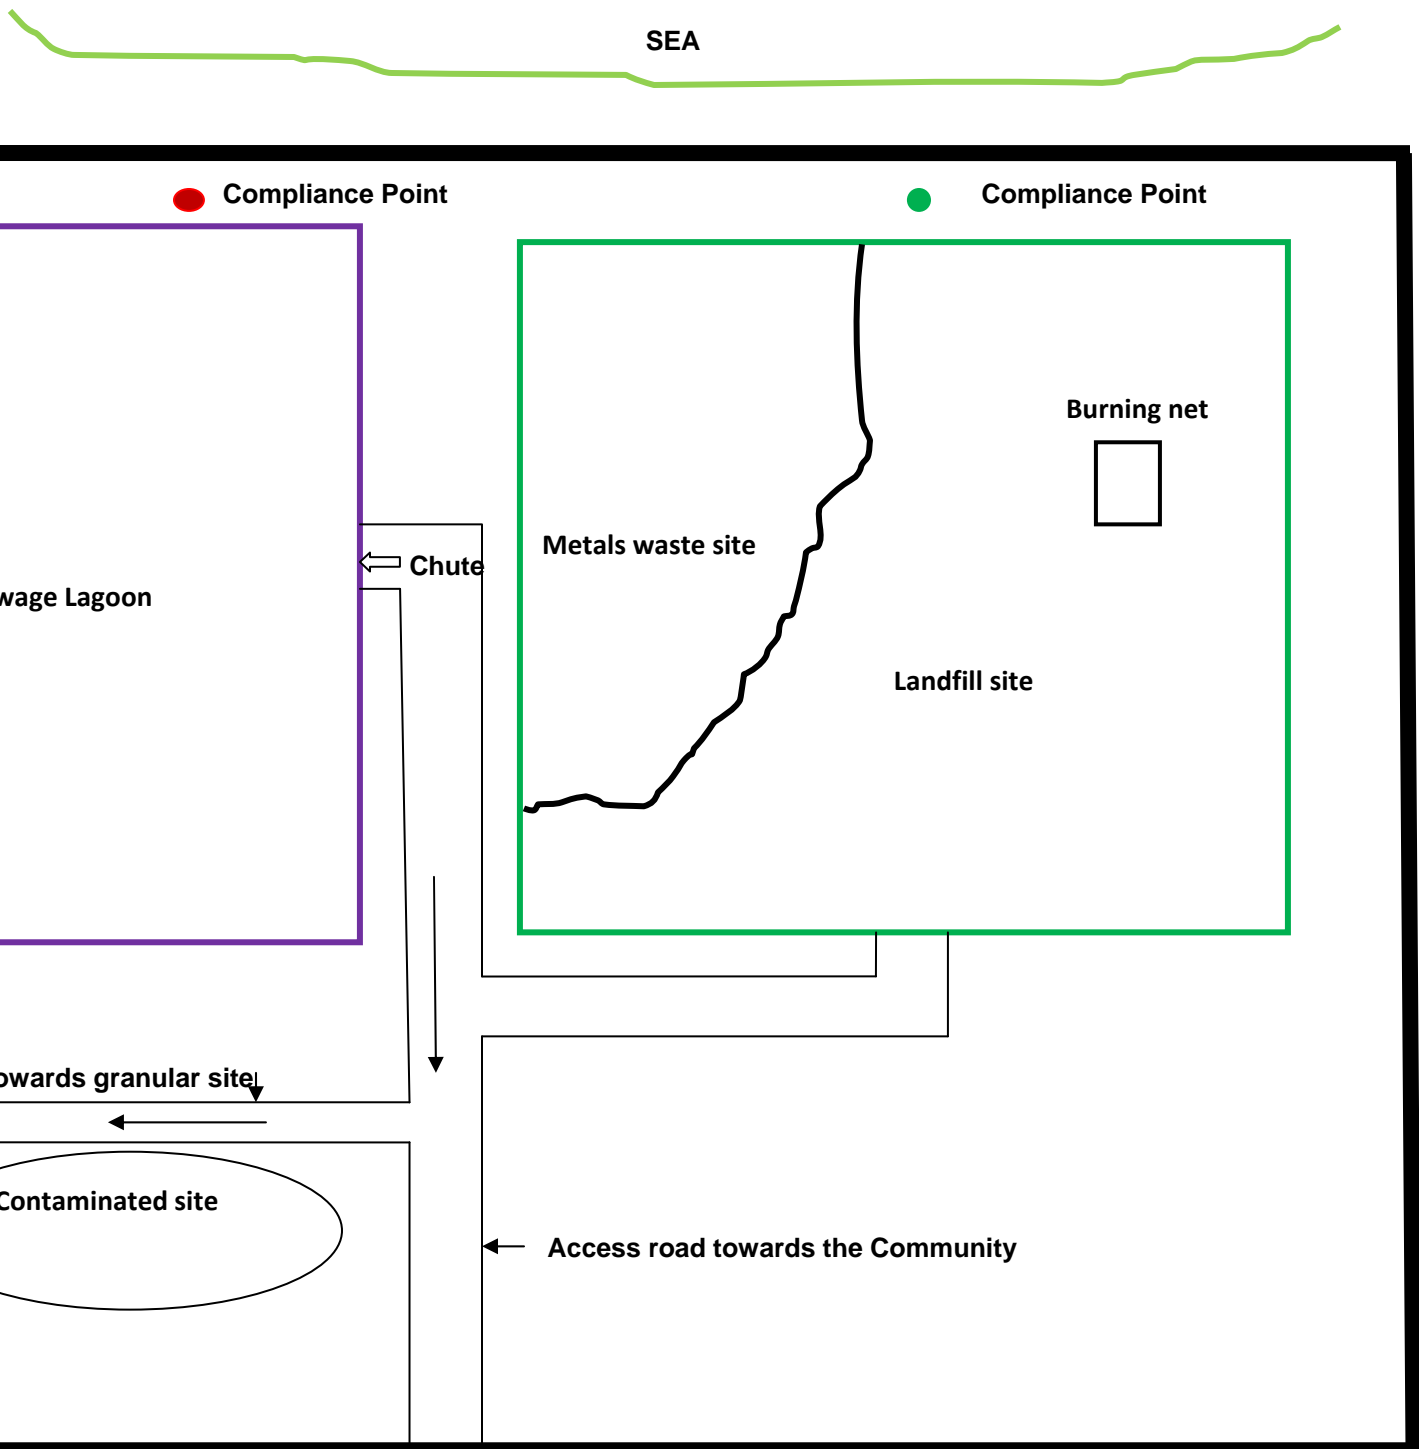 SEA
Compliance Point
Compliance Point
Burning net
Metals waste site
Chute
wage Lagoon
Landfill site
owards granular site
Contaminated site
Access road towards the Community